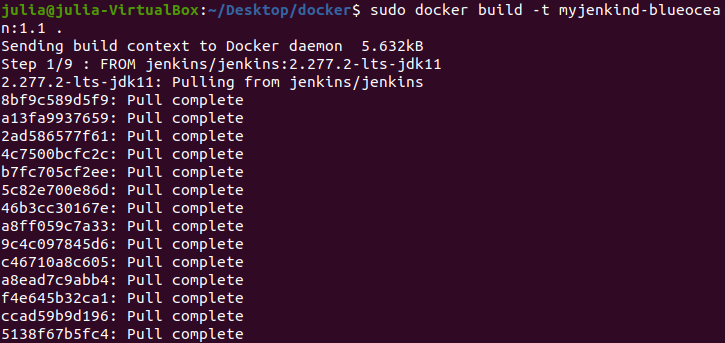 julia@julia-VirtualBox:~/Desktop/docker$ sudo docker build -t myjenkind-blueocea
n:1.1 .
Sending build context to Docker daemon  5.632kB
Step 1/9 : FROM jenkins/jenkins:2.277.2-lts-jdk11
2.277.2-lts-jdk11: Pulling from jenkins/jenkins
8bf9c589d5f9: Pull complete
a13fa9937659: Pull complete
2ad586577f61: Pull complete
4c7500bcfc2c: Pull complete
b7fc705cf2ee: Pull complete
5c82e700e86d: Pull complete
46b3cc30167e: Pull complete
a8ff059c7a33: Pull complete
9c4c097845d6: Pull complete
c46710a8c605: Pull complete
a8ead7c9abb4: Pull complete
f4e645b32ca1: Pull complete
ccad59b9d196: Pull complete
5138f67b5fc4: Pull complete